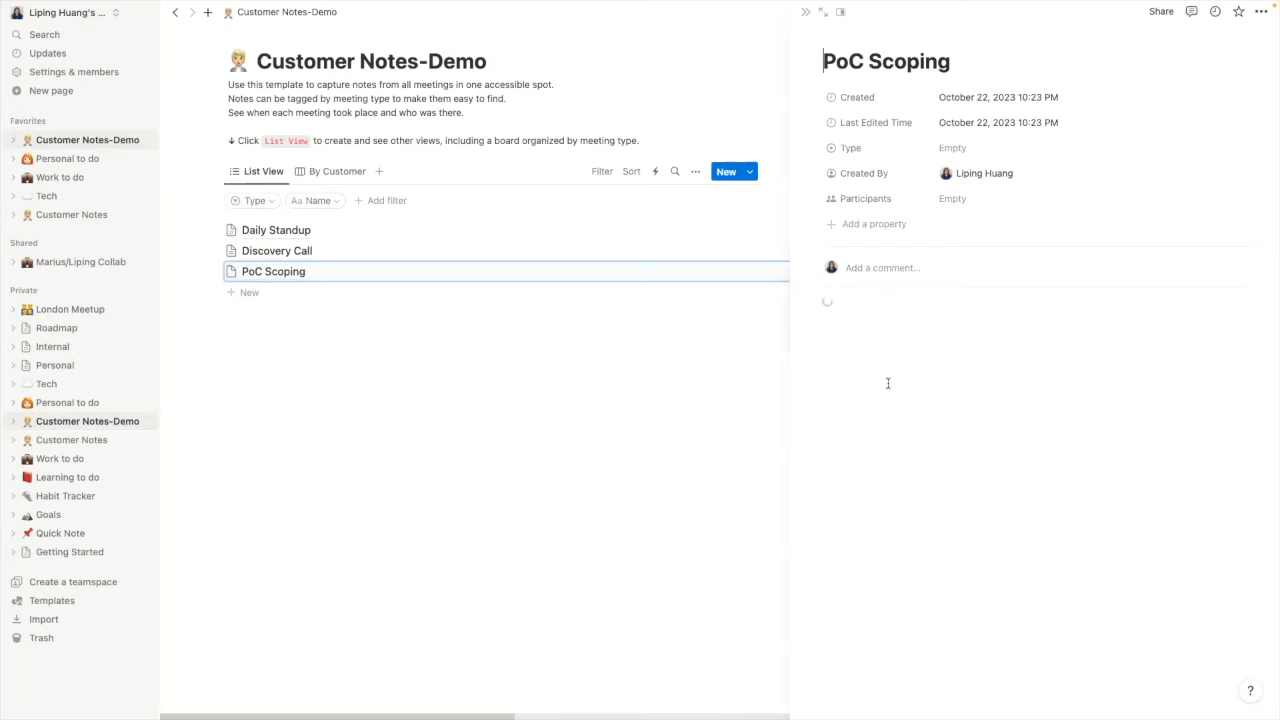 Liping Huang's ...
Search
Updates
Settings & members
New page
Favorites
Customer Notes-Demo
Personal to do
Work to do
Tech
Customer Notes
Shared
Marius/Liping Collab
Private
London Meetup
Roadmap
Internal
Personal
Tech
Personal to do
Customer Notes-Demo
Customer Notes
Work to do
Learning to do
Habit Tracker
Goals
Quick Note
Getting Started
Create a teamspace
Templates
Import
Trash
Customer Notes-Demo
Customer Notes-Demo
Use this template to capture notes from all meetings in one accessible spot.
Notes can be tagged by meeting type to make them easy to find.
See when each meeting took place and who was there.
↓ Click List View to create and see other views, including a board organized by meeting type.
List View By Customer Filter Sort New
Type Aa Name Add filter
Daily Standup
Discovery Call
PoC Scoping
New
Share
PoC Scoping
Created October 22, 2023 10:23 PM
Last Edited Time October 22, 2023 10:23 PM
Type Empty
Created By Liping Huang
Participants Empty
Add a property
Add a comment...
?